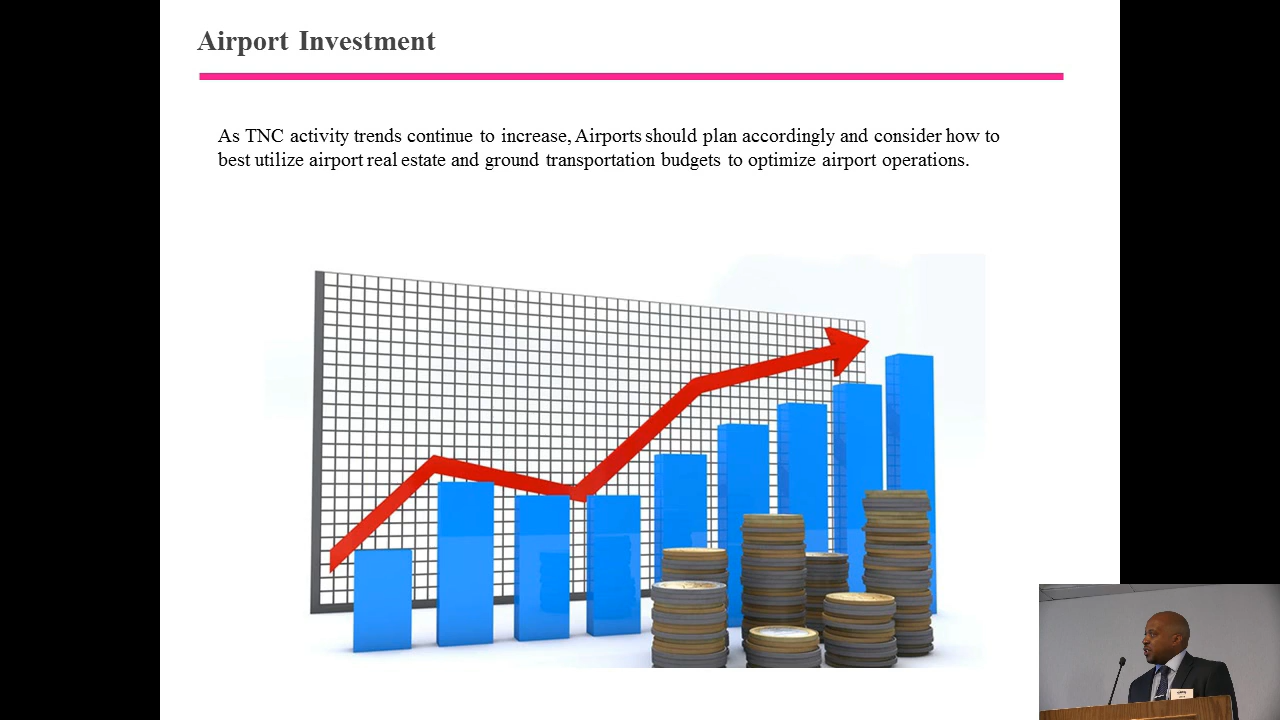 Airport Investment
As TNC activity trends continue to increase, Airports should plan accordingly and consider how to
best utilize airport real estate and ground transportation budgets to optimize airport operations.